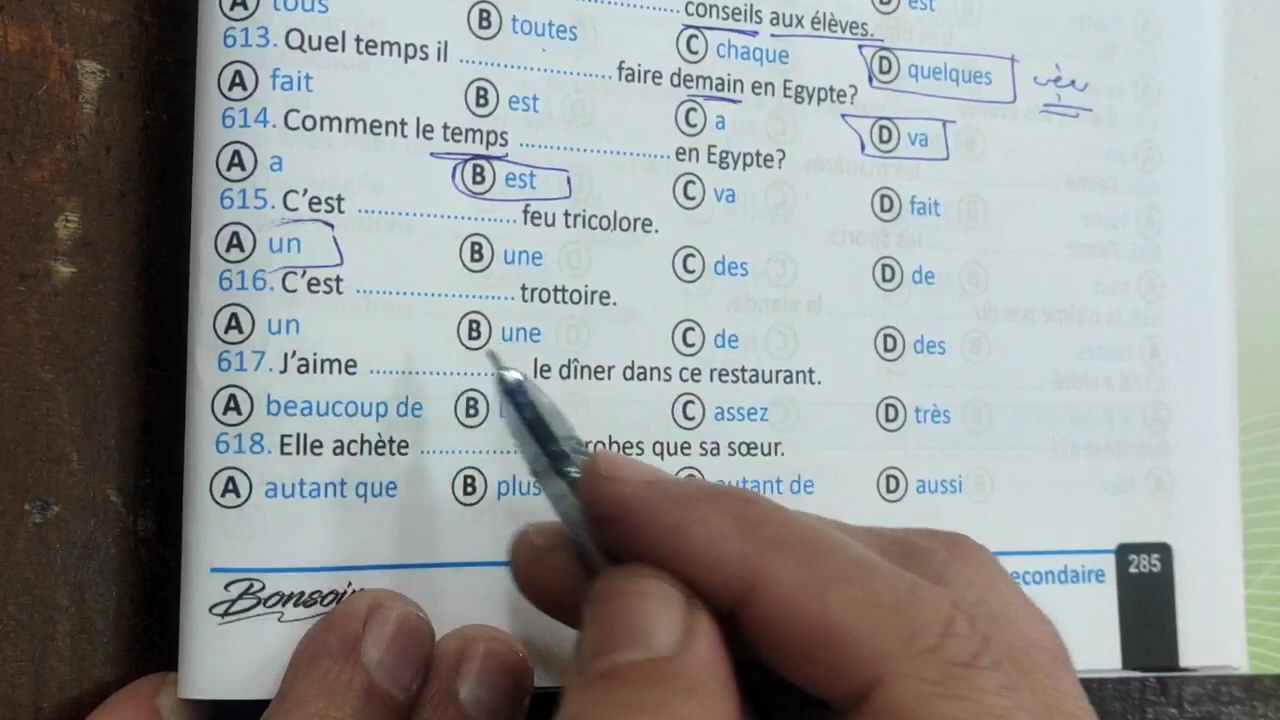 A tous B toutes C chaque D quelques
conseils aux élèves.
est
613. Quel temps il .............................. faire demain en Egypte?
A fait B est C a D va
614. Comment le temps .............................. en Egypte?
A a B est C va D fait
615. C'est .............................. feu tricolore.
A un B une C des D de
616. C'est .............................. trottoire.
A un B une C de D des
617. J'aime .............................. le dîner dans ce restaurant.
A beaucoup de B C assez D très
618. Elle achète .............................. robes que sa sœur.
A autant que B plus autant de D aussi
Bonsoir
econdaire 285